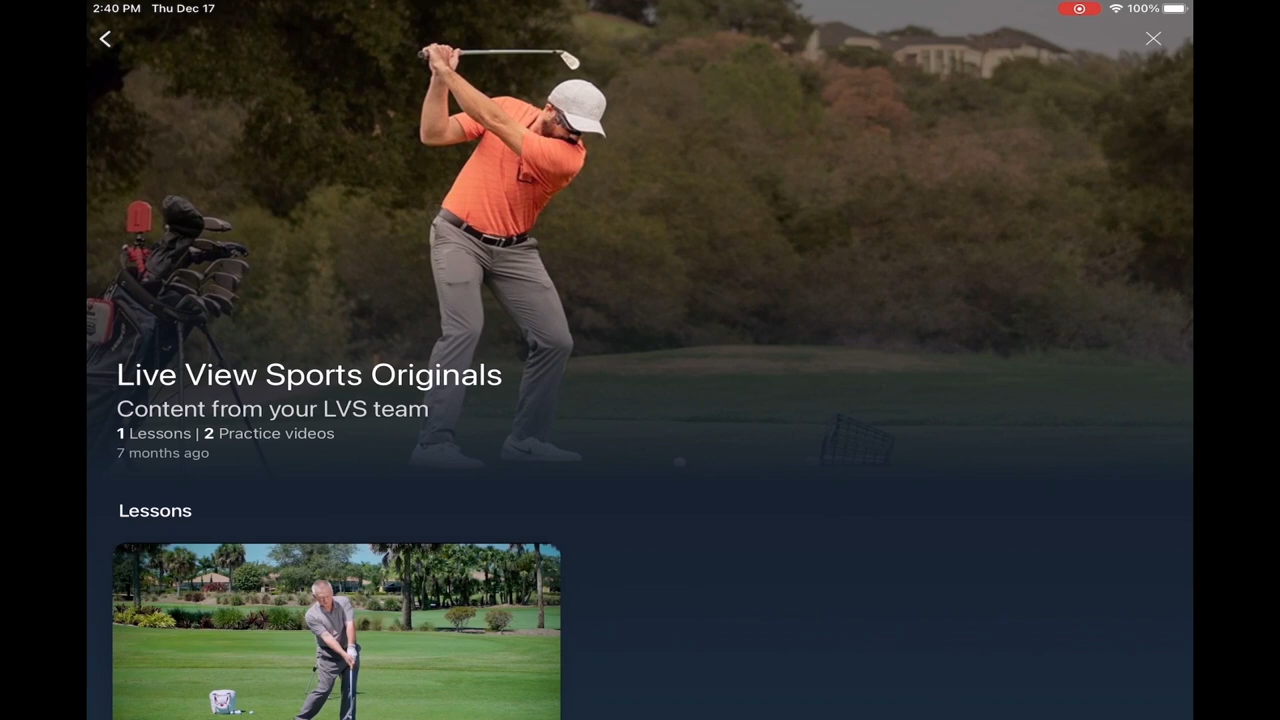 2:40 PM Thu Dec 17
100%
Live View Sports Originals
Content from your LVS team
1 Lessons | 2 Practice videos
7 months ago
Lessons